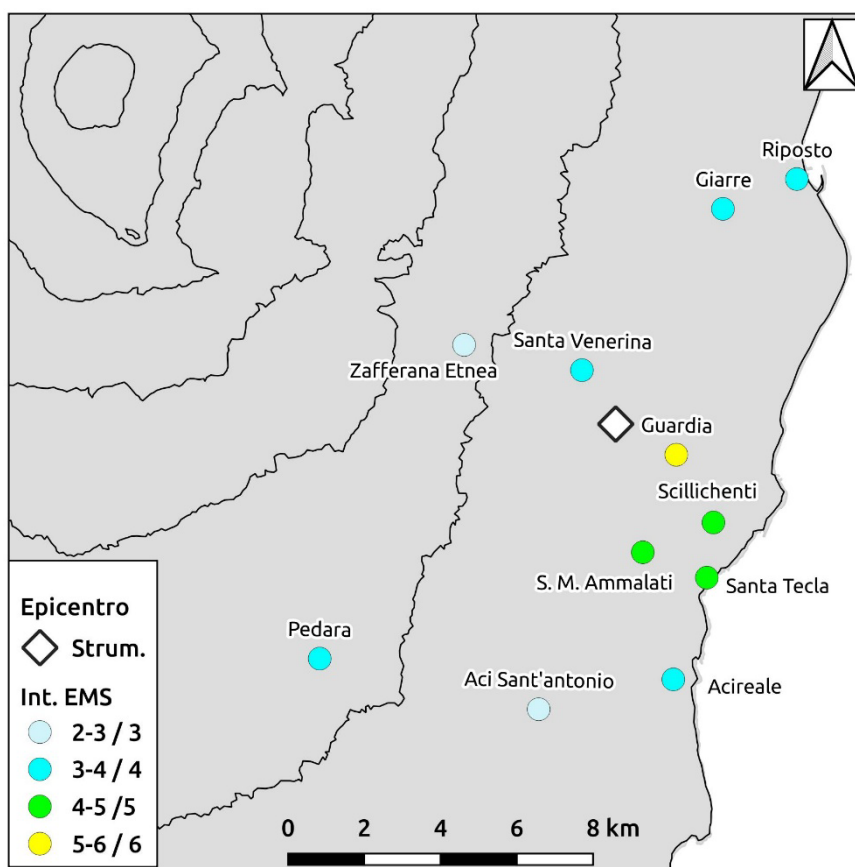 Riposto
Giarre
Santa Venerina
Zafferana Etnea
Guardia
Scillichenti
S. M. Ammalati
Santa Tecla
Pedara
Aci Sant'antonio
Acireale
Epicentro
Strum.
Int. EMS
2-3 / 3
3-4 / 4
4-5 /5
5-6 / 6
0 2 4 6 8 km